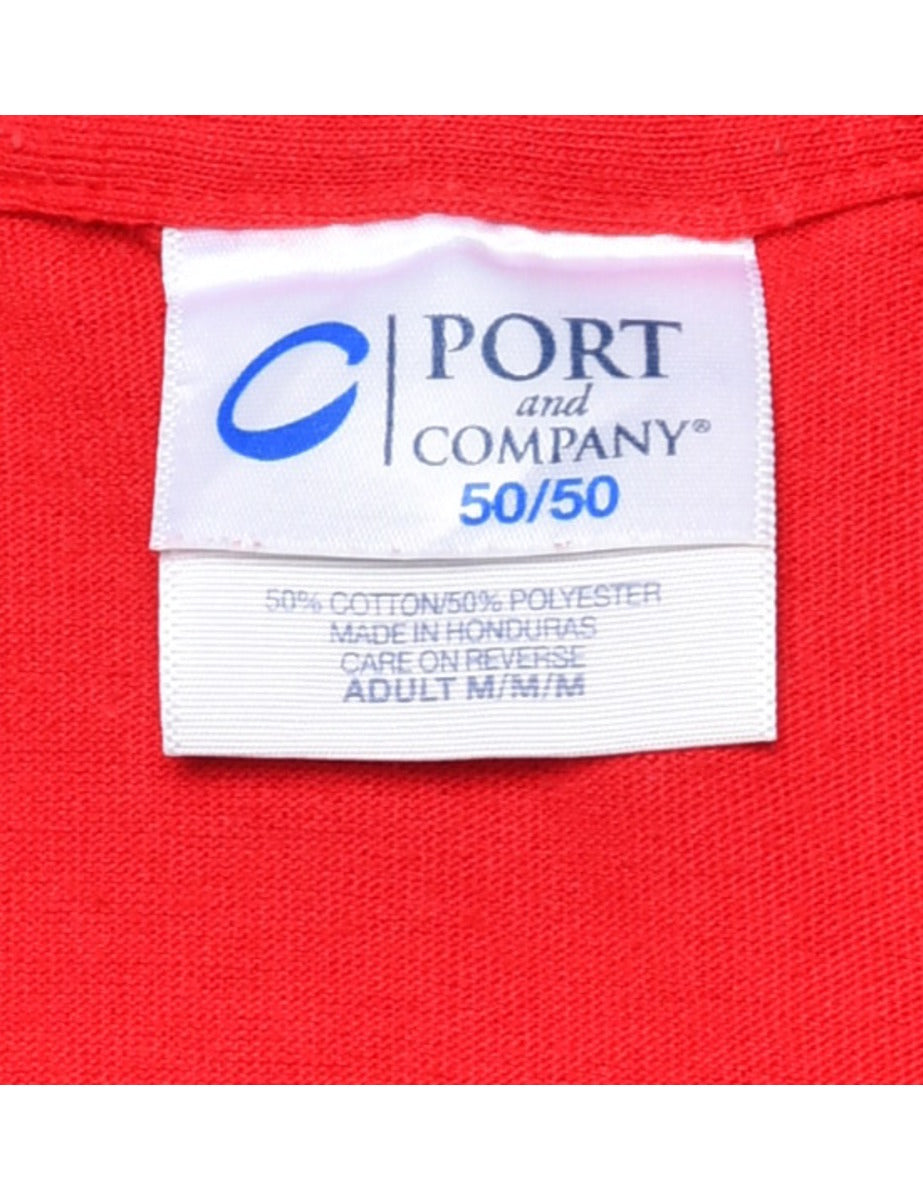 PORT
and
COMPANY®
50/50
50% COTTON/50% POLYESTER
MADE IN HONDURAS
CARE ON REVERSE
ADULT M/M/M